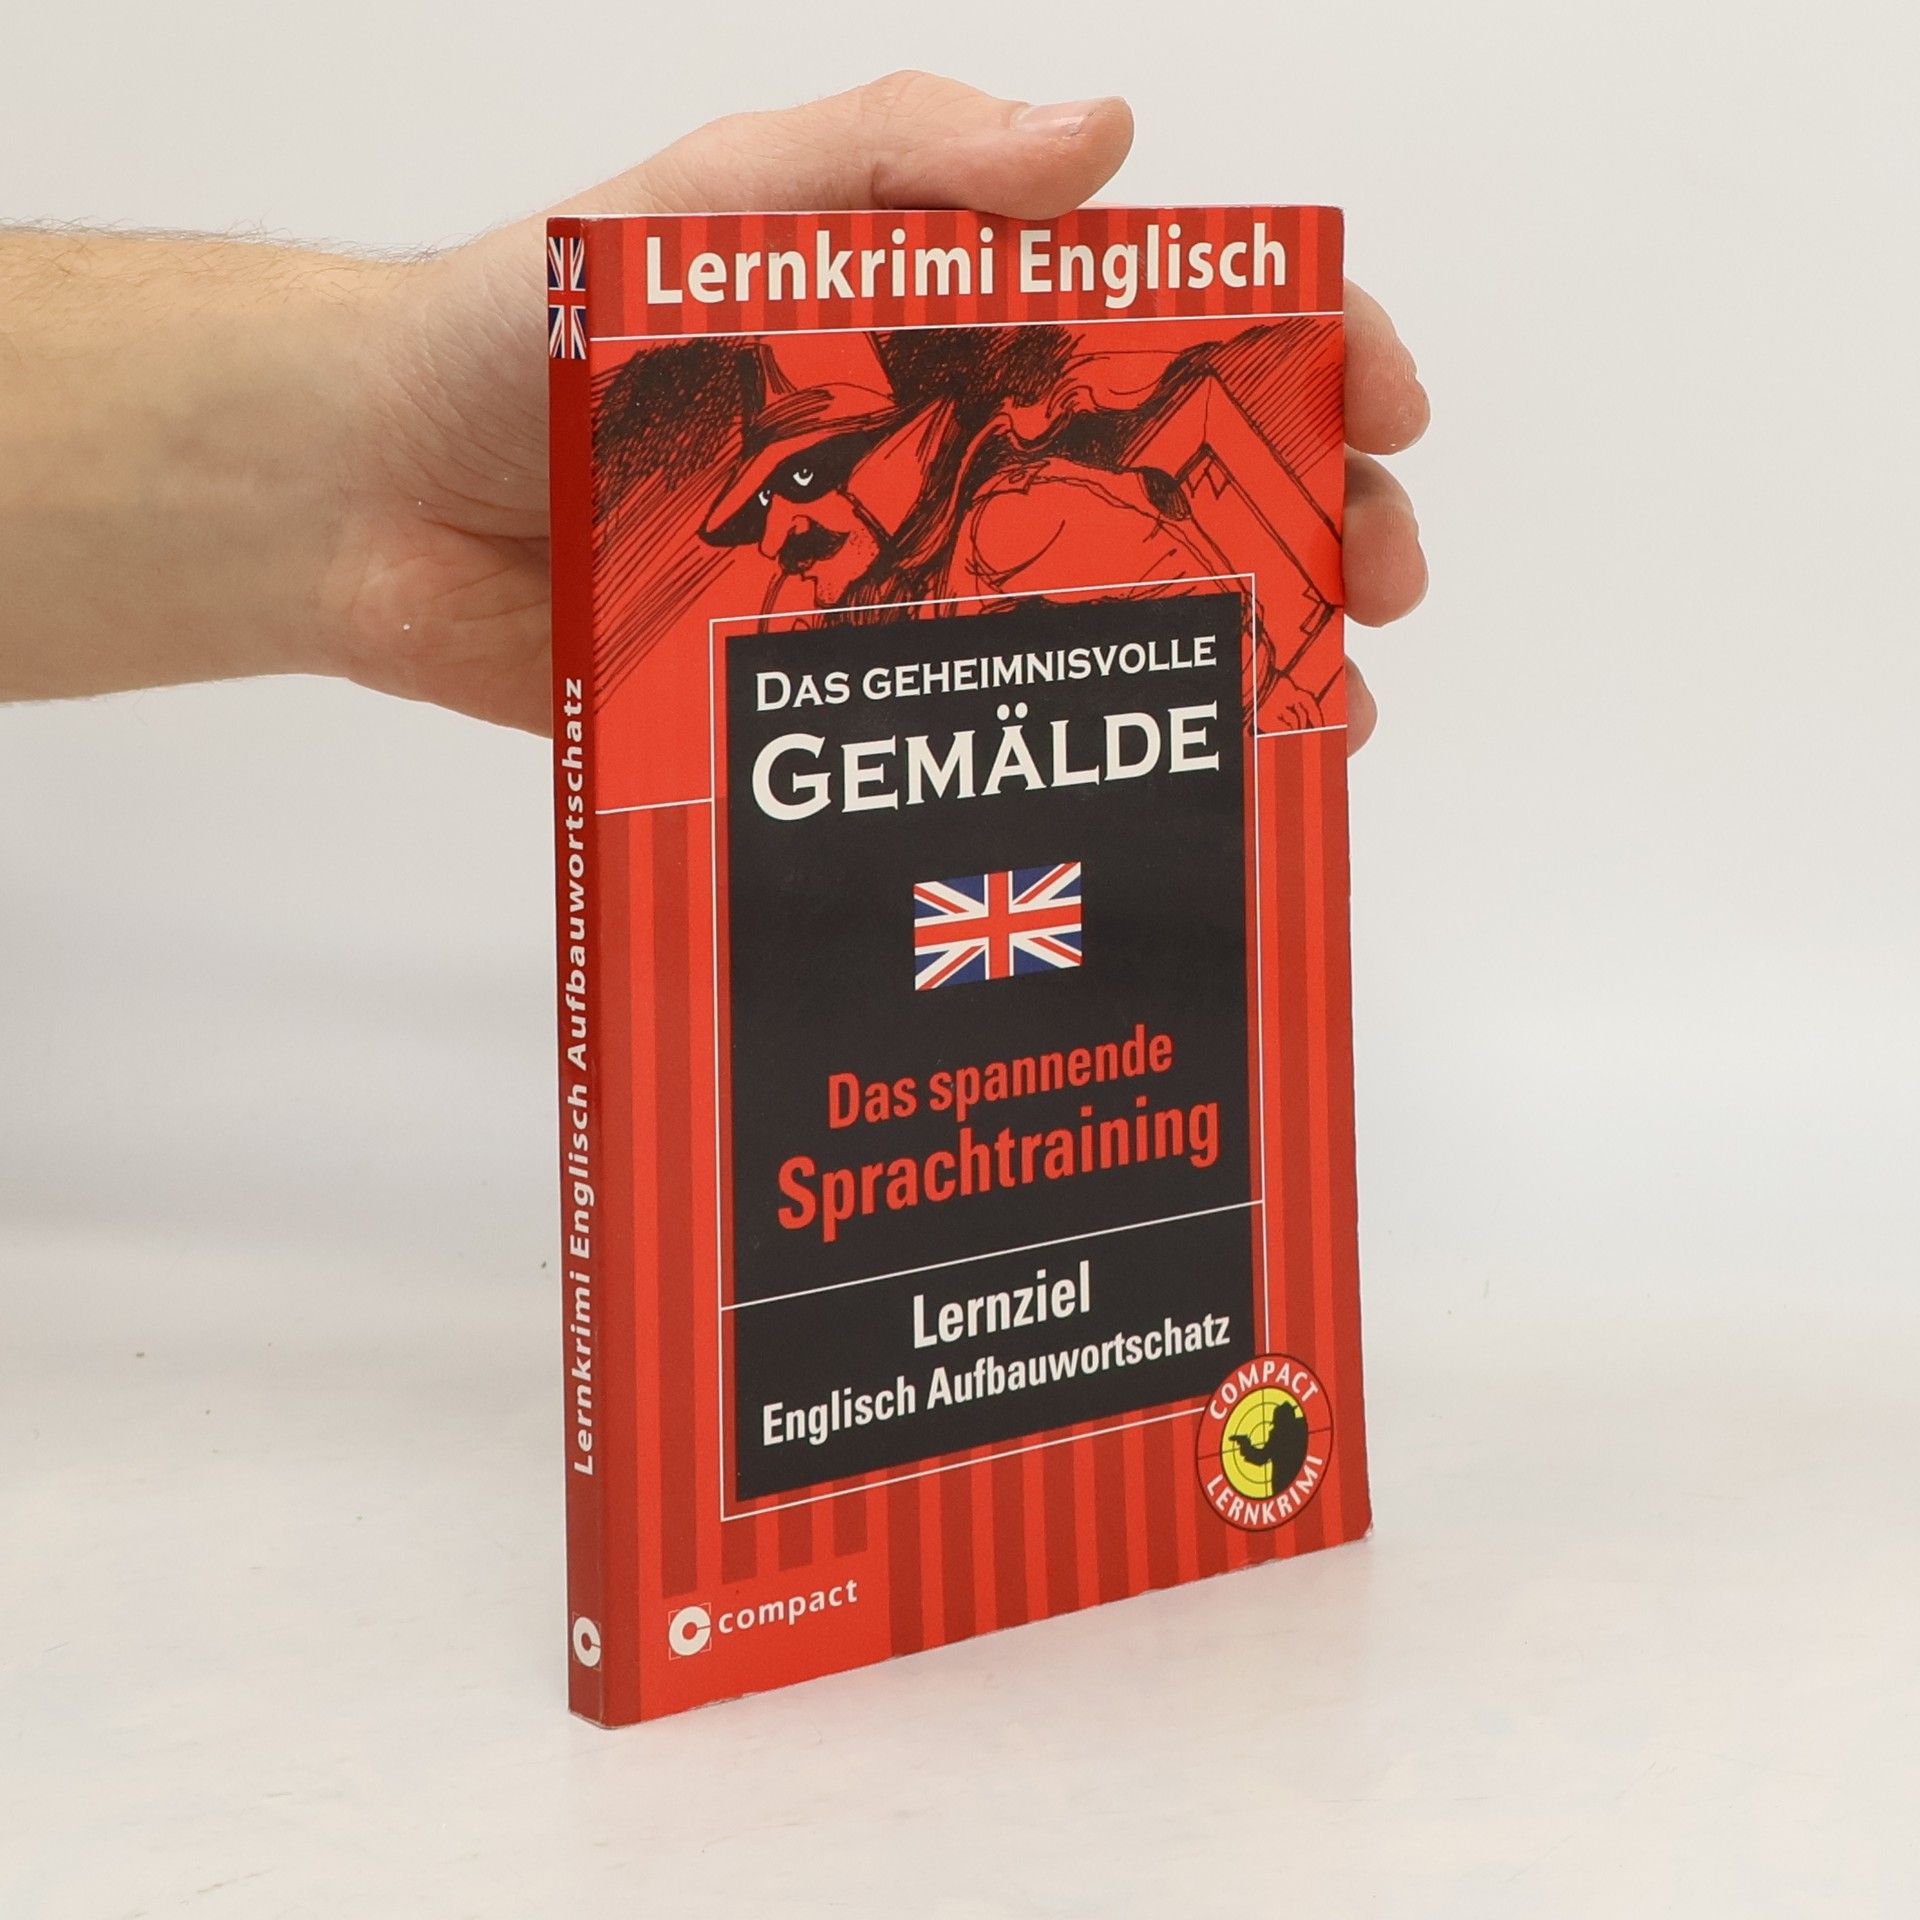 Lernkrimi Englisch
DAS GEHEIMNISVOLLE
GEMÄLDE
Das spannende
Sprachtraining
Lernziel
Englisch Aufbauwortschatz
COMPACT
LERNKRIMI
compact
Lernkrimi Englisch Aufbauwortschatz